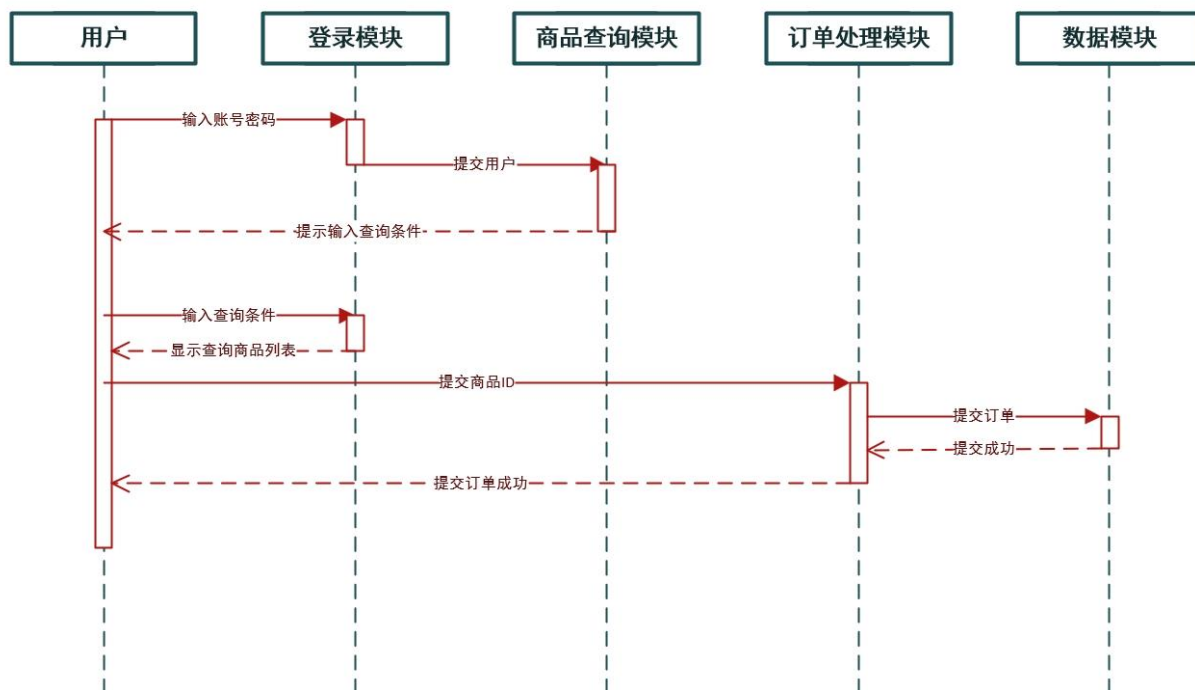 用户
登录模块
商品查询模块
订单处理模块
数据模块
输入账号密码
提交用户
提示输入查询条件
输入查询条件
显示查询商品列表
提交商品ID
提交订单
提交成功
提交订单成功